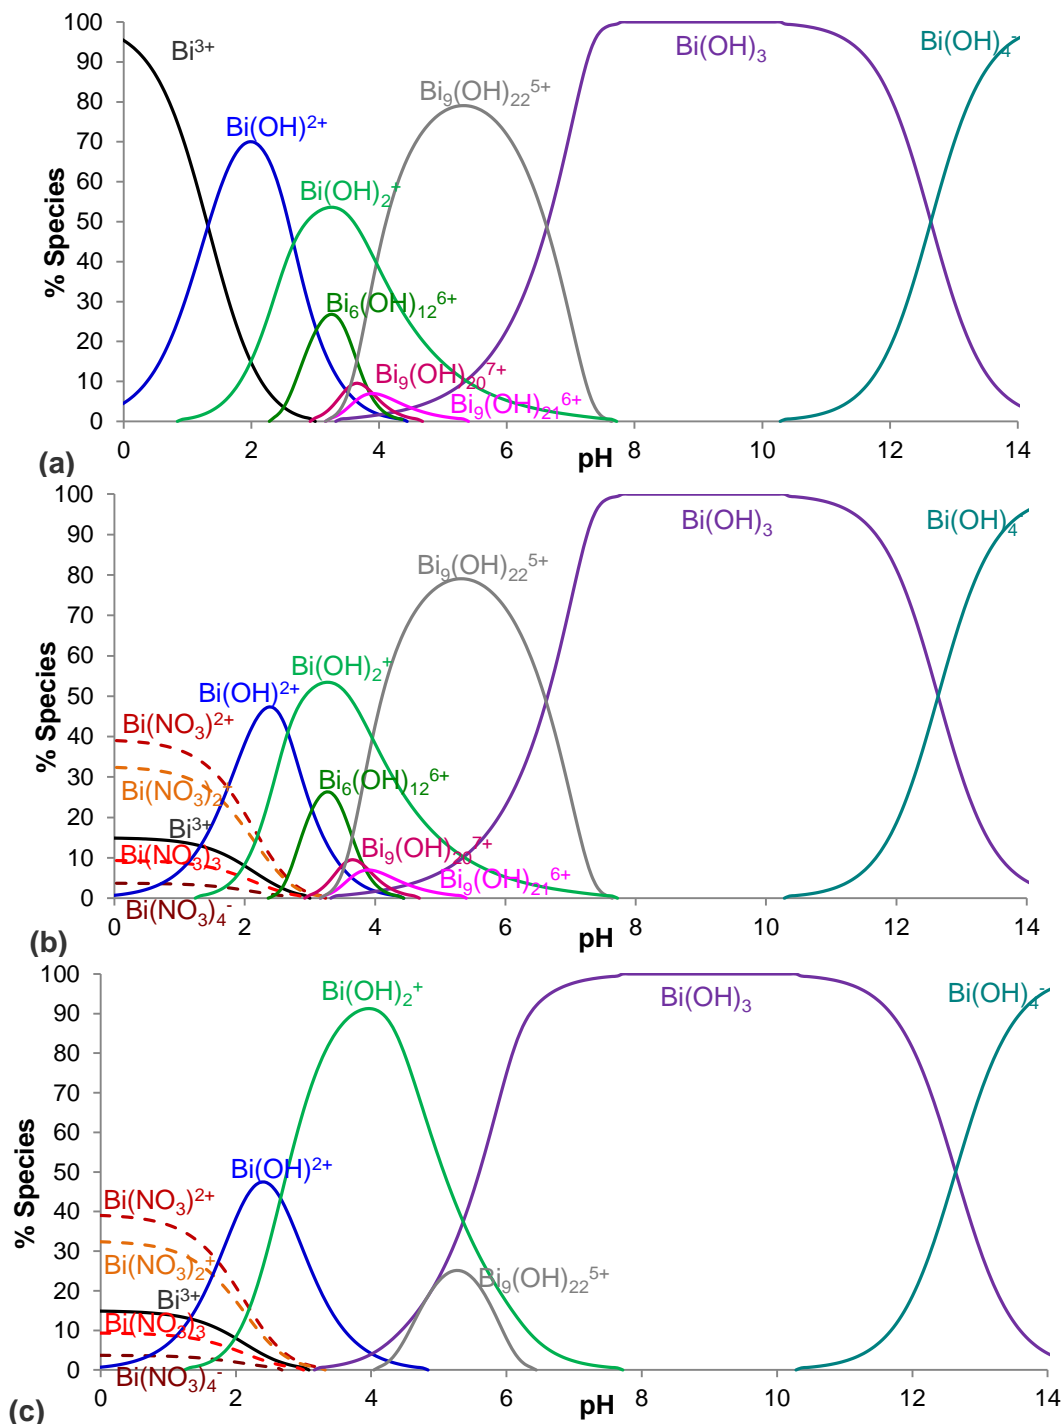 100
90
80
70
60
50
40
30
20
10
0
% Species
Bi³⁺
Bi(OH)²⁺
Bi(OH)₂⁺
Bi₆(OH)₁₂⁶⁺
Bi₉(OH)₂₀⁷⁺
Bi₉(OH)₂₁⁶⁺
Bi₉(OH)₂₂⁵⁺
Bi(OH)₃
Bi(OH)₄⁻
0 2 4 6 8 10 12 14
pH
(a)
100
90
80
70
60
50
40
30
20
10
0
% Species
Bi(NO₃)²⁺
Bi(NO₃)₂⁺
Bi³⁺
Bi(NO₃)₃
Bi(NO₃)₄⁻
Bi(OH)²⁺
Bi(OH)₂⁺
Bi₆(OH)₁₂⁶⁺
Bi₉(OH)₂₀⁷⁺
Bi₉(OH)₂₁⁶⁺
Bi₉(OH)₂₂⁵⁺
Bi(OH)₃
Bi(OH)₄⁻
0 2 4 6 8 10 12 14
pH
(b)
100
90
80
70
60
50
40
30
20
10
0
% Species
Bi(NO₃)²⁺
Bi(NO₃)₂⁺
Bi³⁺
Bi(NO₃)₃
Bi(NO₃)₄⁻
Bi(OH)²⁺
Bi(OH)₂⁺
Bi₉(OH)₂₂⁵⁺
Bi(OH)₃
Bi(OH)₄⁻
0 2 4 6 8 10 12 14
pH
(c)